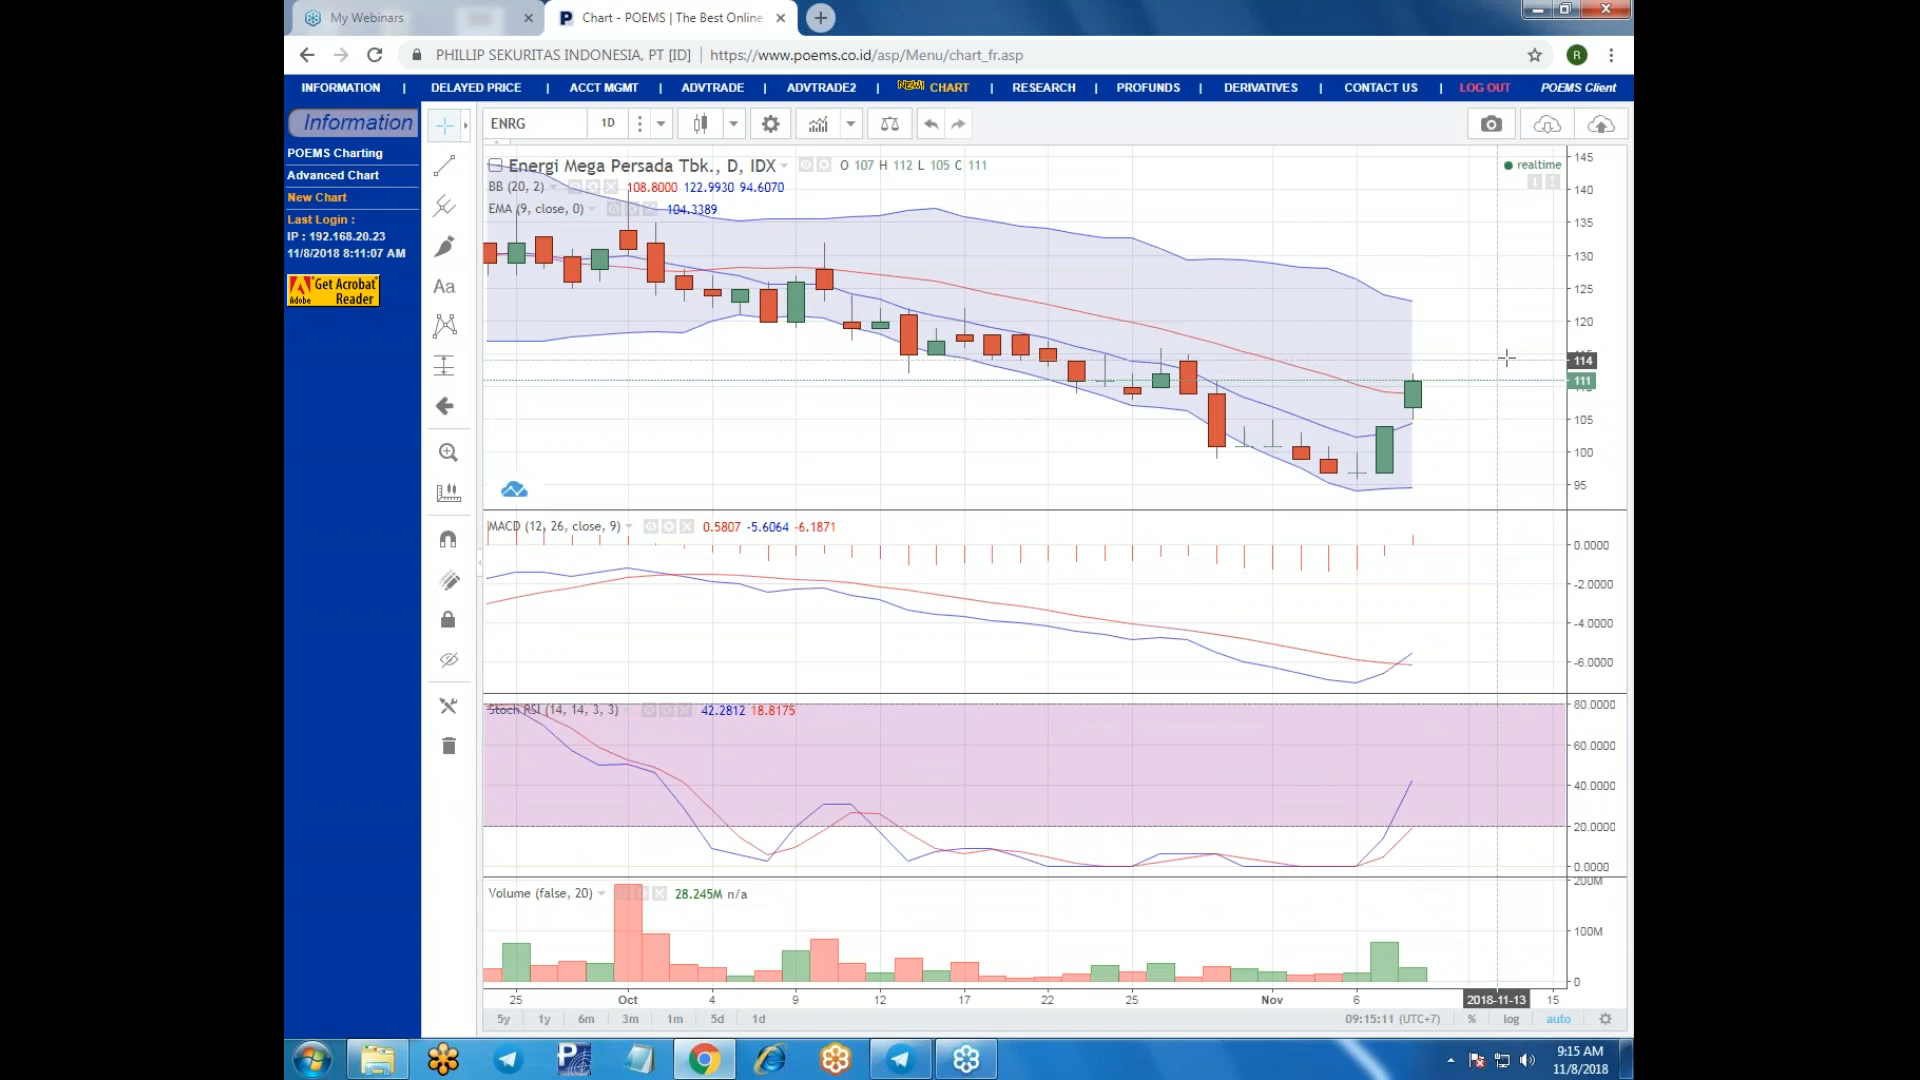 My Webinars
Chart - POEMS | The Best Online
PHILLIP SEKURITAS INDONESIA, PT [ID] | https://www.poems.co.id/asp/Menu/chart_fr.asp
R
INFORMATION | DELAYED PRICE | ACCT MGMT | ADVTRADE | ADVTRADE2 | NEW! CHART | RESEARCH | PROFUNDS | DERIVATIVES | CONTACT US | LOG OUT POEMS Client
Information
POEMS Charting
Advanced Chart
New Chart
Last Login :
IP : 192.168.20.23
11/8/2018 8:11:07 AM
Get Acrobat
Adobe Reader
Aa
ENRG 1D
Energi Mega Persada Tbk., D, IDX O 107 H 112 L 105 C 111
realtime
BB (20, 2) 108.8000 122.9930 94.6070
EMA (9, close, 0) 104.3389
145
140
135
130
125
120
114
111
105
100
95
MACD (12, 26, close, 9) 0.5807 -5.6064 -6.1871
0.0000
-2.0000
-4.0000
-6.0000
Stoch RSI (14, 14, 3, 3) 42.2812 18.8175
80.0000
60.0000
40.0000
20.0000
0.0000
Volume (false, 20) 28.245M n/a
200M
100M
0
25 Oct 4 9 12 17 22 25 Nov 6 2018-11-13 15
5y 1y 6m 3m 1m 5d 1d 09:15:11 (UTC+7) % log auto
9:15 AM
11/8/2018